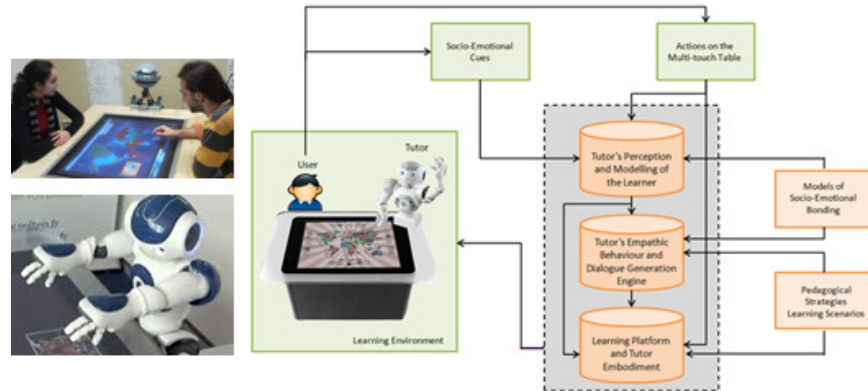 Socio-Emotional
Cues
Actions on the
Multi-touch Table
User
Tutor
Learning Environment
Tutor's Perception
and Modelling of
the Learner
Tutor's Empathic
Behaviour and
Dialogue Generation
Engine
Learning Platform
and Tutor
Embodiment
Models of
Socio-Emotional
Bonding
Pedagogical
Strategies
Learning Scenarios